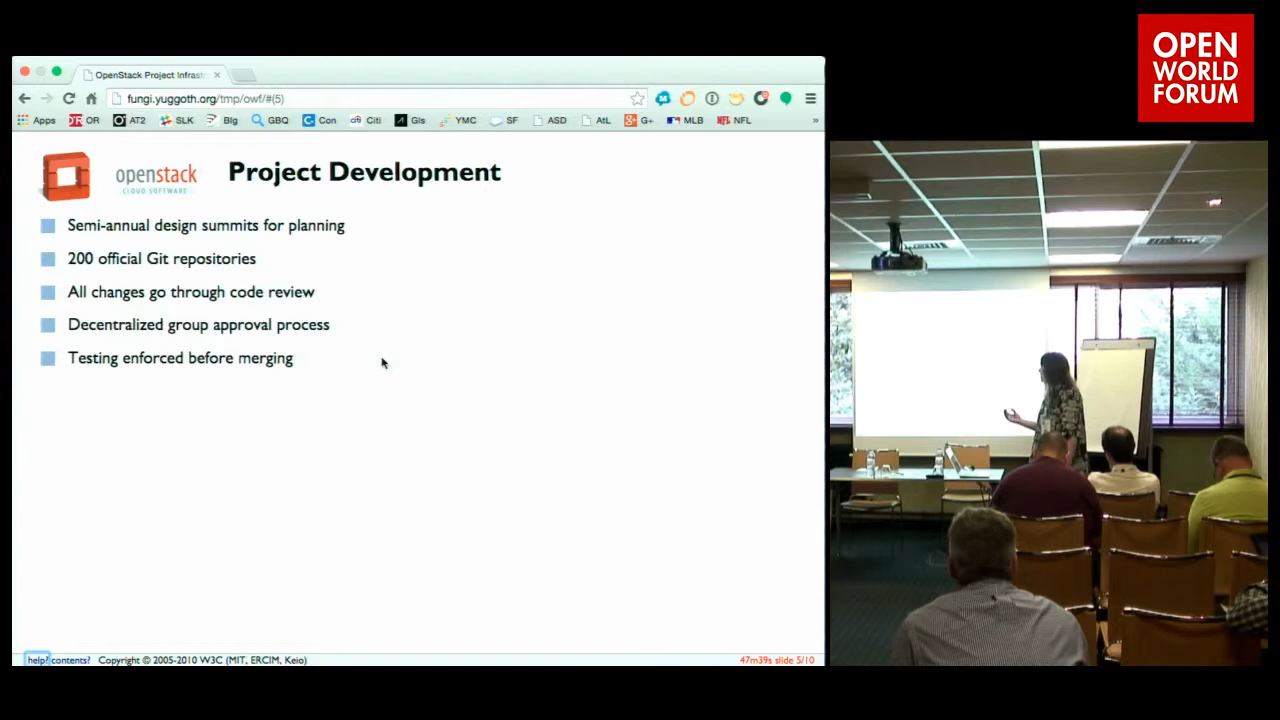 OPEN
WORLD
FORUM
OpenStack Project Infrast
fungi.yuggoth.org/tmp/owf/#(5)
Apps OR AT2 SLK Big GBQ Con Citi Gis YMC SF ASD AtL G+ MLB NFL »
openstack
CLOUD SOFTWARE
Project Development
Semi-annual design summits for planning
200 official Git repositories
All changes go through code review
Decentralized group approval process
Testing enforced before merging
help? contents? Copyright © 2005-2010 W3C (MIT, ERCIM, Keio)
47m39s slide 5/10